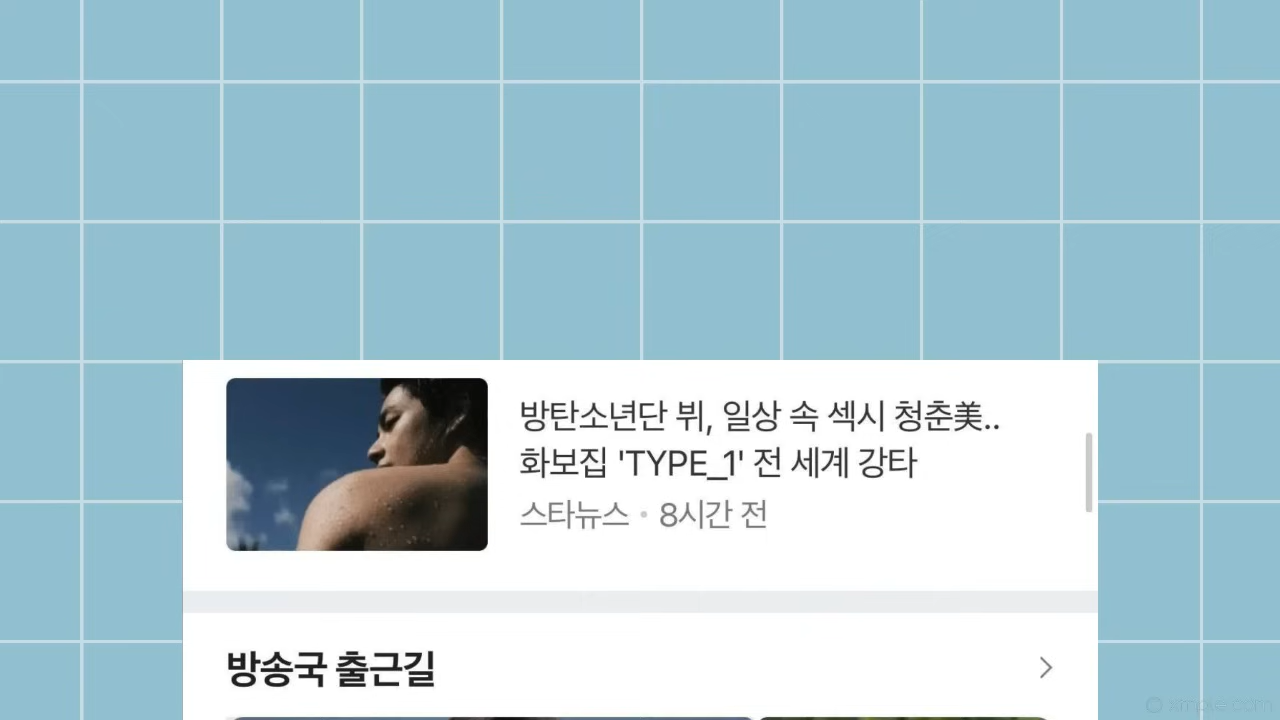 방탄소년단 뷔, 일상 속 섹시 청춘美..
화보집 'TYPE_1' 전 세계 강타
스타뉴스 • 8시간 전
방송국 출근길